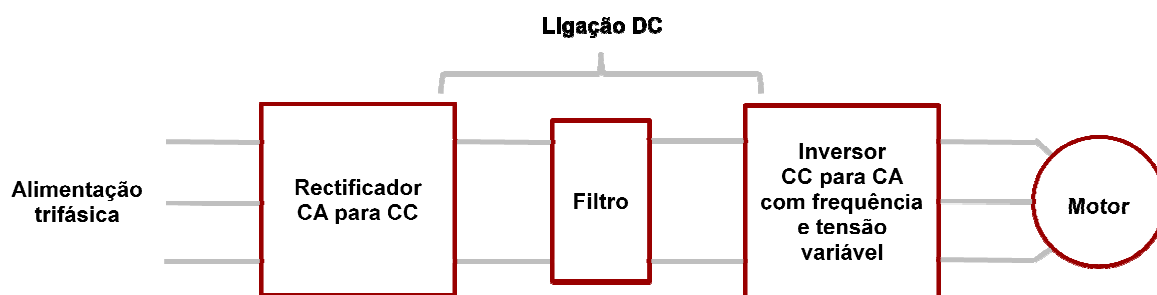 Ligação DC
Alimentação
trifásica
Rectificador
CA para CC
Filtro
Inversor
CC para CA
com frequência
e tensão
variável
Motor